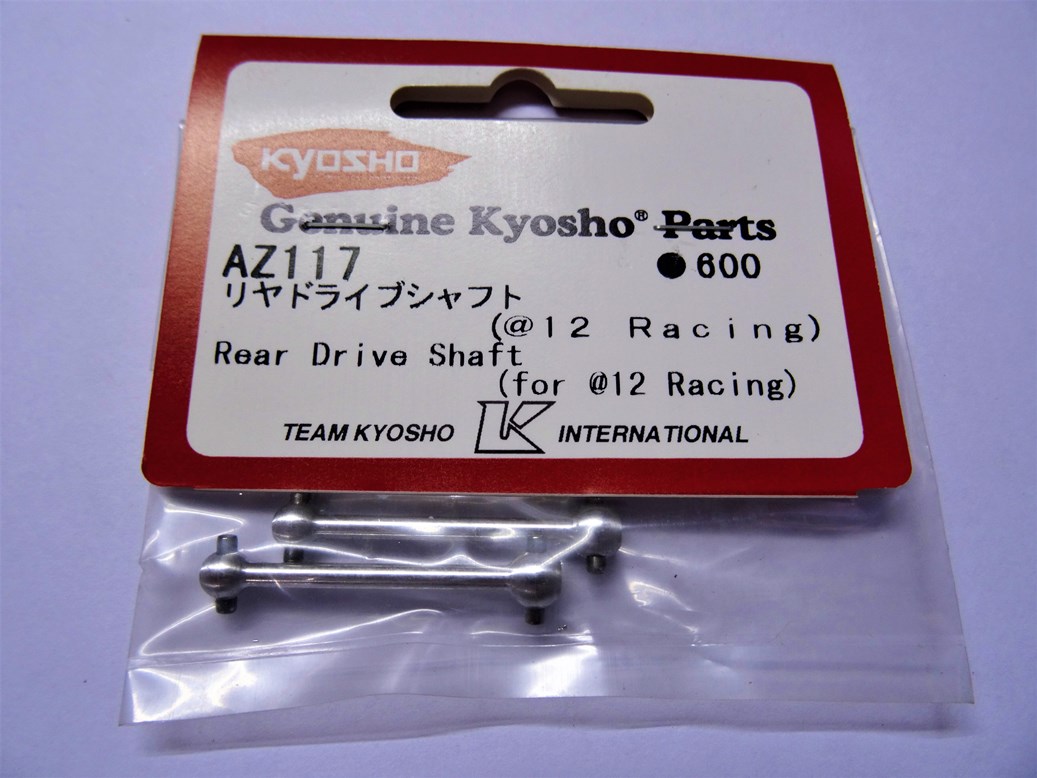 KYOSHO
Genuine Kyosho® Parts
AZ117 ●600
リヤドライブシャフト
(@12 Racing)
Rear Drive Shaft
(for @12 Racing)
TEAM KYOSHO K INTERNATIONAL